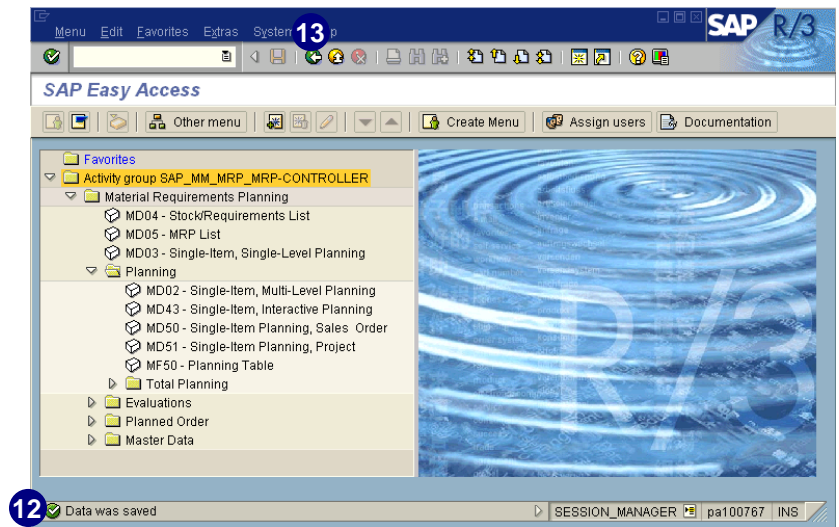 Menu Edit Favorites Extras System
13
SAP R/3
SAP Easy Access
Other menu Create Menu Assign users Documentation
Favorites
Activity group SAP_MM_MRP_MRP-CONTROLLER
Material Requirements Planning
MD04 - Stock/Requirements List
MD05 - MRP List
MD03 - Single-Item, Single-Level Planning
Planning
MD02 - Single-Item, Multi-Level Planning
MD43 - Single-Item, Interactive Planning
MD50 - Single-Item Planning, Sales Order
MD51 - Single-Item Planning, Project
MF50 - Planning Table
Total Planning
Evaluations
Planned Order
Master Data
R/3
12
Data was saved SESSION_MANAGER pa100767 INS